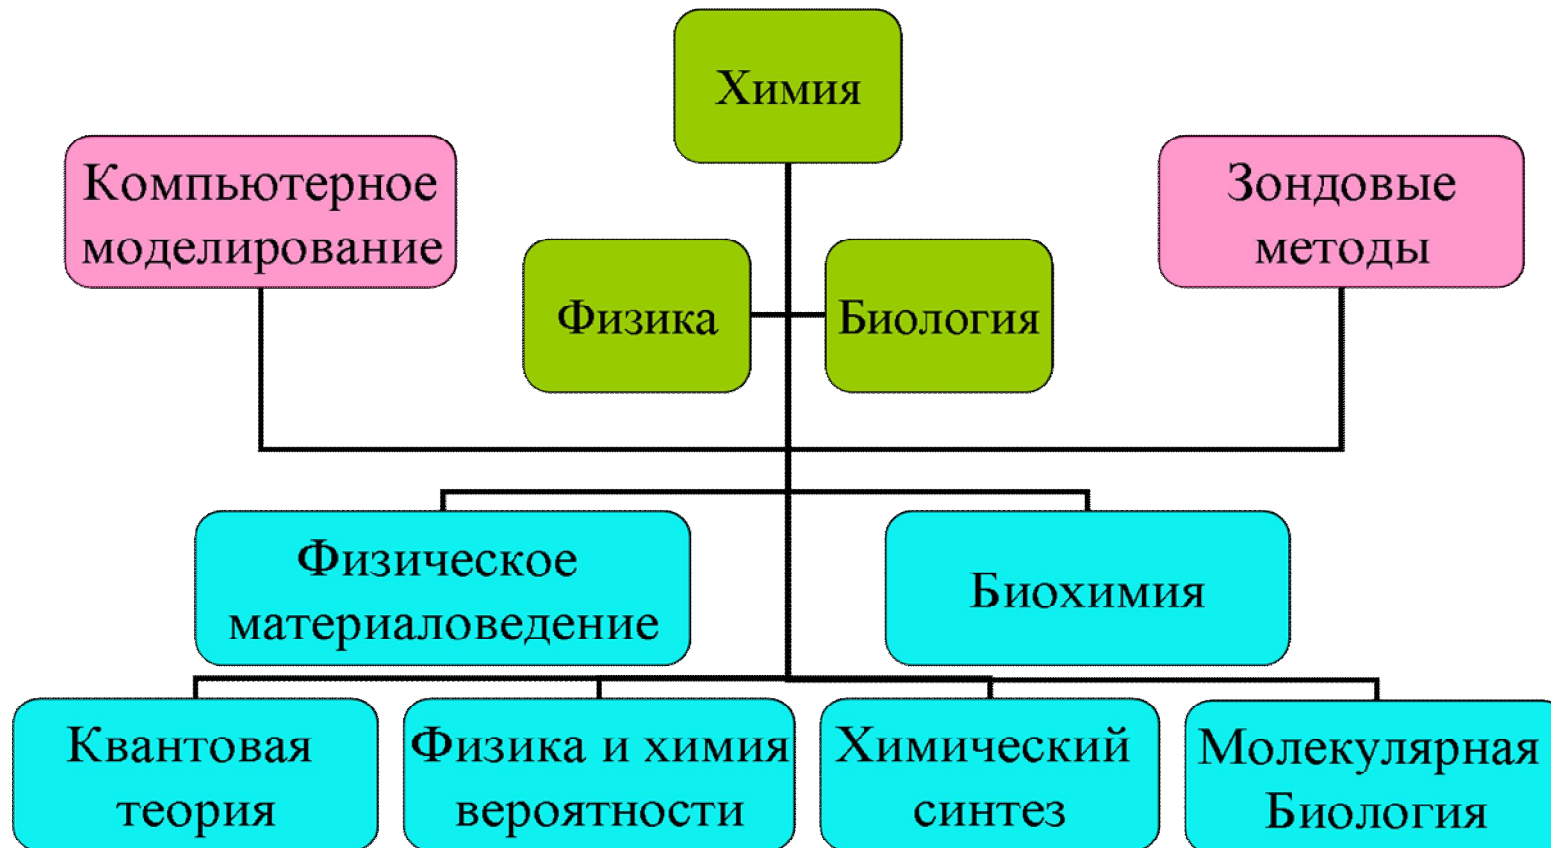 Химия
Компьютерное
моделирование
Зондовые
методы
Физика
Биология
Физическое
материаловедение
Биохимия
Квантовая
теория
Физика и химия
вероятности
Химический
синтез
Молекулярная
Биология